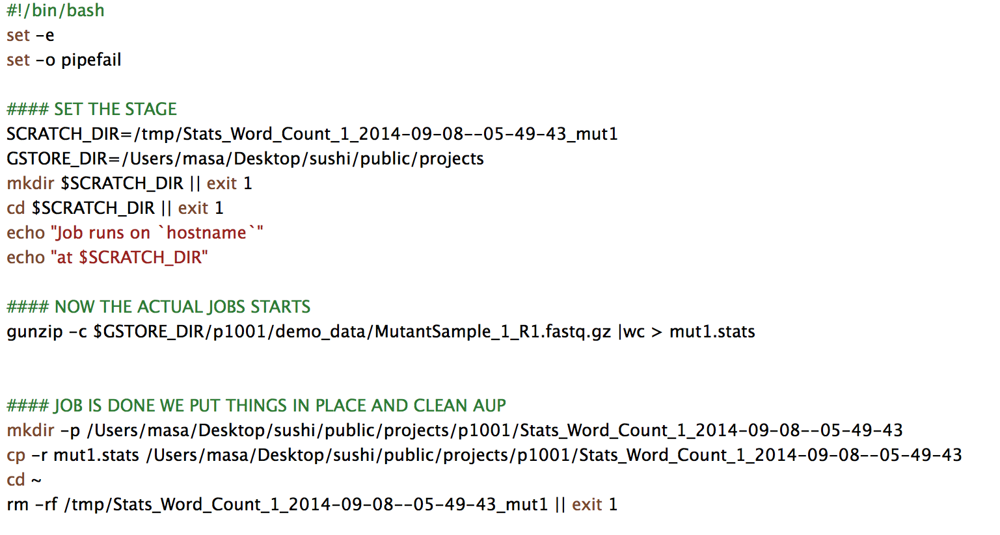 #!/bin/bash
set -e
set -o pipefail
#### SET THE STAGE
SCRATCH_DIR=/tmp/Stats_Word_Count_1_2014-09-08--05-49-43_mut1
GSTORE_DIR=/Users/masa/Desktop/sushi/public/projects
mkdir $SCRATCH_DIR || exit 1
cd $SCRATCH_DIR || exit 1
echo "Job runs on `hostname`"
echo "at $SCRATCH_DIR"
#### NOW THE ACTUAL JOBS STARTS
gunzip -c $GSTORE_DIR/p1001/demo_data/MutantSample_1_R1.fastq.gz |wc > mut1.stats
#### JOB IS DONE WE PUT THINGS IN PLACE AND CLEAN AUP
mkdir -p /Users/masa/Desktop/sushi/public/projects/p1001/Stats_Word_Count_1_2014-09-08--05-49-43
cp -r mut1.stats /Users/masa/Desktop/sushi/public/projects/p1001/Stats_Word_Count_1_2014-09-08--05-49-43
cd ~
rm -rf /tmp/Stats_Word_Count_1_2014-09-08--05-49-43_mut1 || exit 1